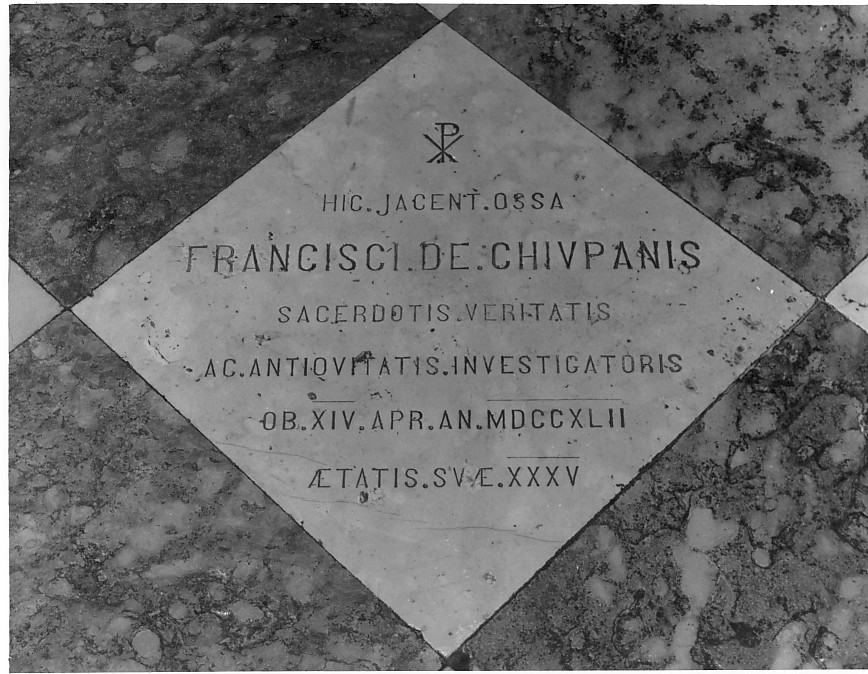 ☧
HIC.JACENT.OSSA
FRANCISCI.DE.CHIVPANIS
SACERDOTIS.VERITATIS
AC.ANTIQVITATIS.INVESTIGATORIS
OB.XIV.APR.AN.MDCCXLII
ÆTATIS.SVÆ.XXXV